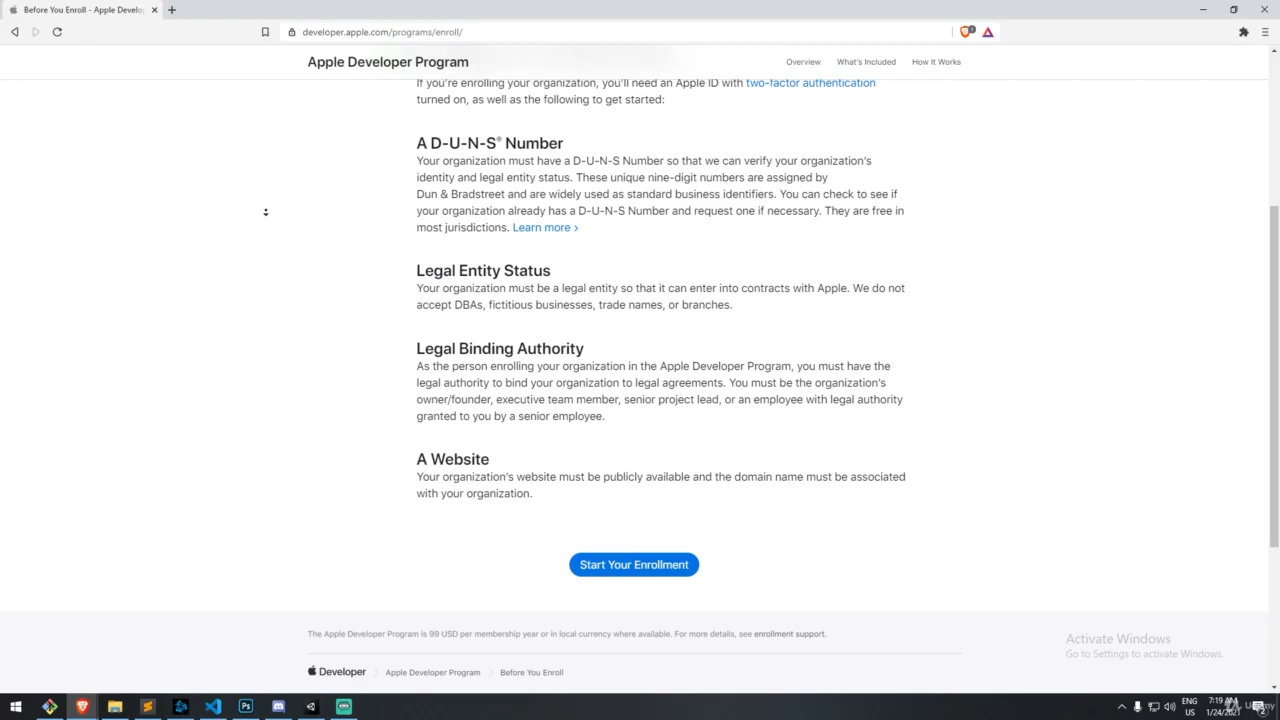 Before You Enroll - Apple Develop
developer.apple.com/programs/enroll/
Apple Developer Program
Overview
What's Included
How It Works
If you're enrolling your organization, you'll need an Apple ID with two-factor authentication
turned on, as well as the following to get started:
A D-U-N-S® Number
Your organization must have a D-U-N-S Number so that we can verify your organization's
identity and legal entity status. These unique nine-digit numbers are assigned by
Dun & Bradstreet and are widely used as standard business identifiers. You can check to see if
your organization already has a D-U-N-S Number and request one if necessary. They are free in
most jurisdictions. Learn more ›
Legal Entity Status
Your organization must be a legal entity so that it can enter into contracts with Apple. We do not
accept DBAs, fictitious businesses, trade names, or branches.
Legal Binding Authority
As the person enrolling your organization in the Apple Developer Program, you must have the
legal authority to bind your organization to legal agreements. You must be the organization's
owner/founder, executive team member, senior project lead, or an employee with legal authority
granted to you by a senior employee.
A Website
Your organization's website must be publicly available and the domain name must be associated
with your organization.
Start Your Enrollment
The Apple Developer Program is 99 USD per membership year or in local currency where available. For more details, see enrollment support.
Activate Windows
Go to Settings to activate Windows.
Developer
Apple Developer Program
Before You Enroll
ENG
US
7:19 AM
1/24/2021
Udemy